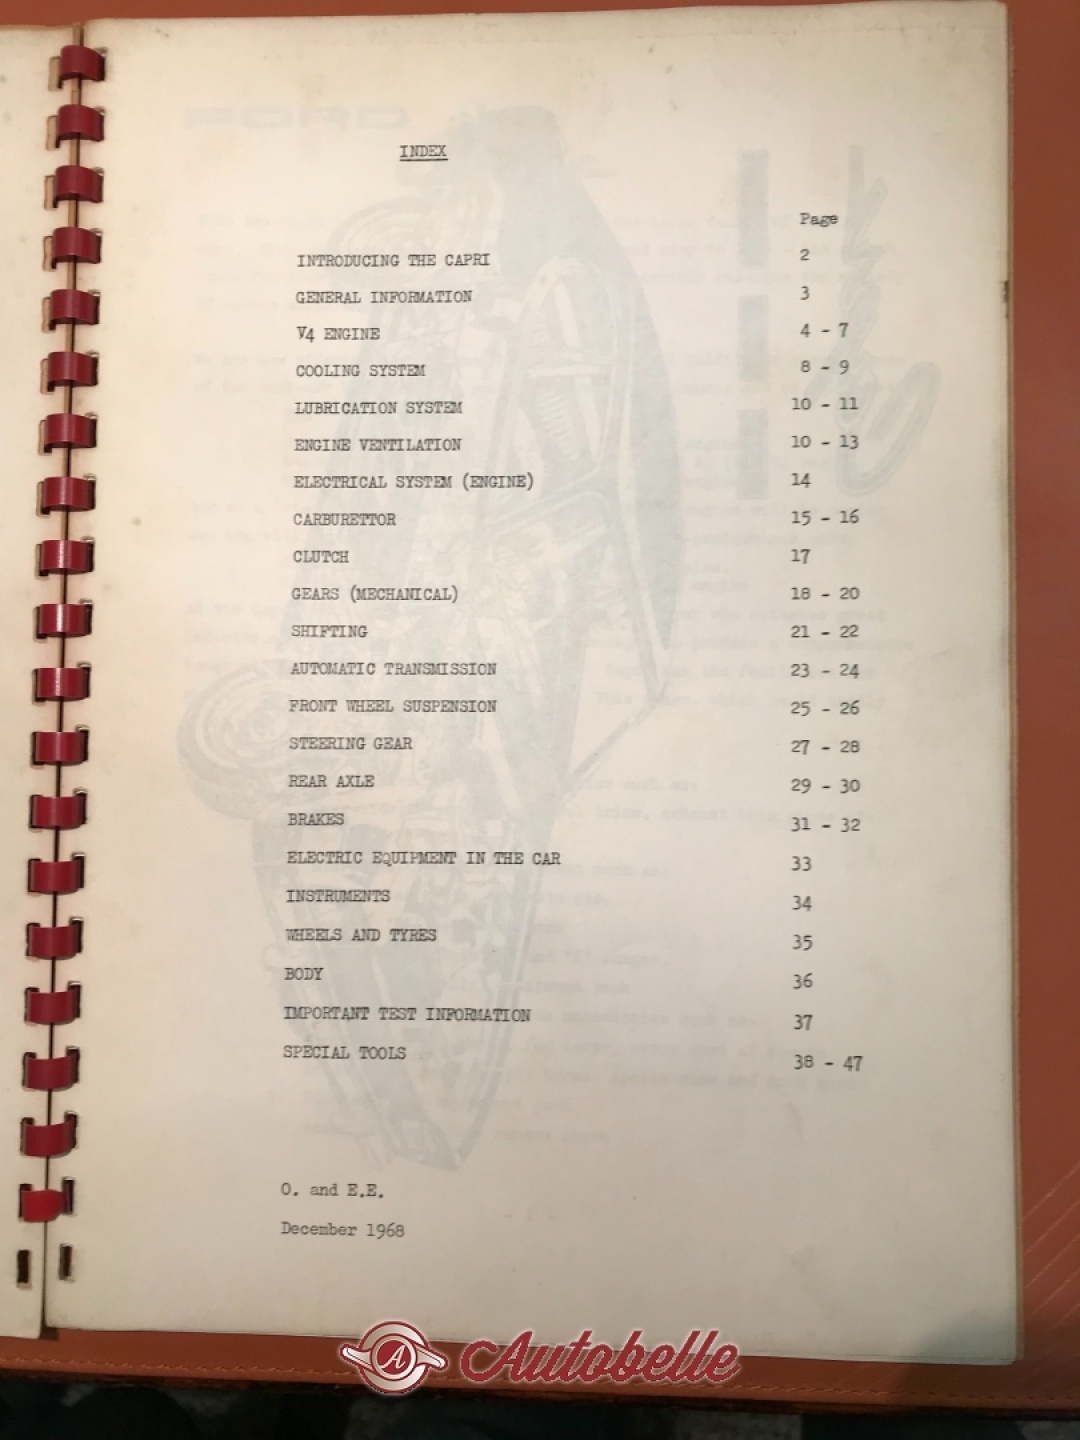 INDEX
Page
INTRODUCING THE CAPRI 2
GENERAL INFORMATION 3
V4 ENGINE 4 - 7
COOLING SYSTEM 8 - 9
LUBRICATION SYSTEM 10 - 11
ENGINE VENTILATION 10 - 13
ELECTRICAL SYSTEM (ENGINE) 14
CARBURETTOR 15 - 16
CLUTCH 17
GEARS (MECHANICAL) 18 - 20
SHIFTING 21 - 22
AUTOMATIC TRANSMISSION 23 - 24
FRONT WHEEL SUSPENSION 25 - 26
STEERING GEAR 27 - 28
REAR AXLE 29 - 30
BRAKES 31 - 32
ELECTRIC EQUIPMENT IN THE CAR 33
INSTRUMENTS 34
WHEELS AND TYRES 35
BODY 36
IMPORTANT TEST INFORMATION 37
SPECIAL TOOLS 38 - 47
O. and E.E.
December 1968
A Autobelle